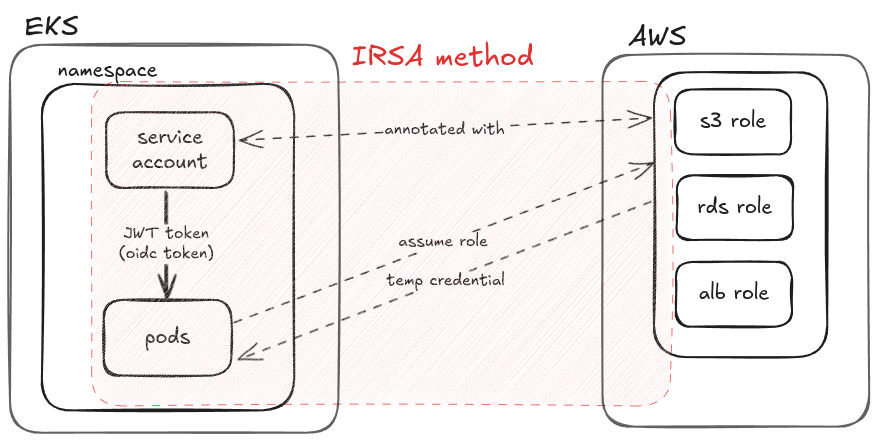 EKS
IRSA method
AWS
namespace
service
account
annotated with
s3 role
rds role
JWT token
(oidc token)
assume role
temp credential
alb role
pods